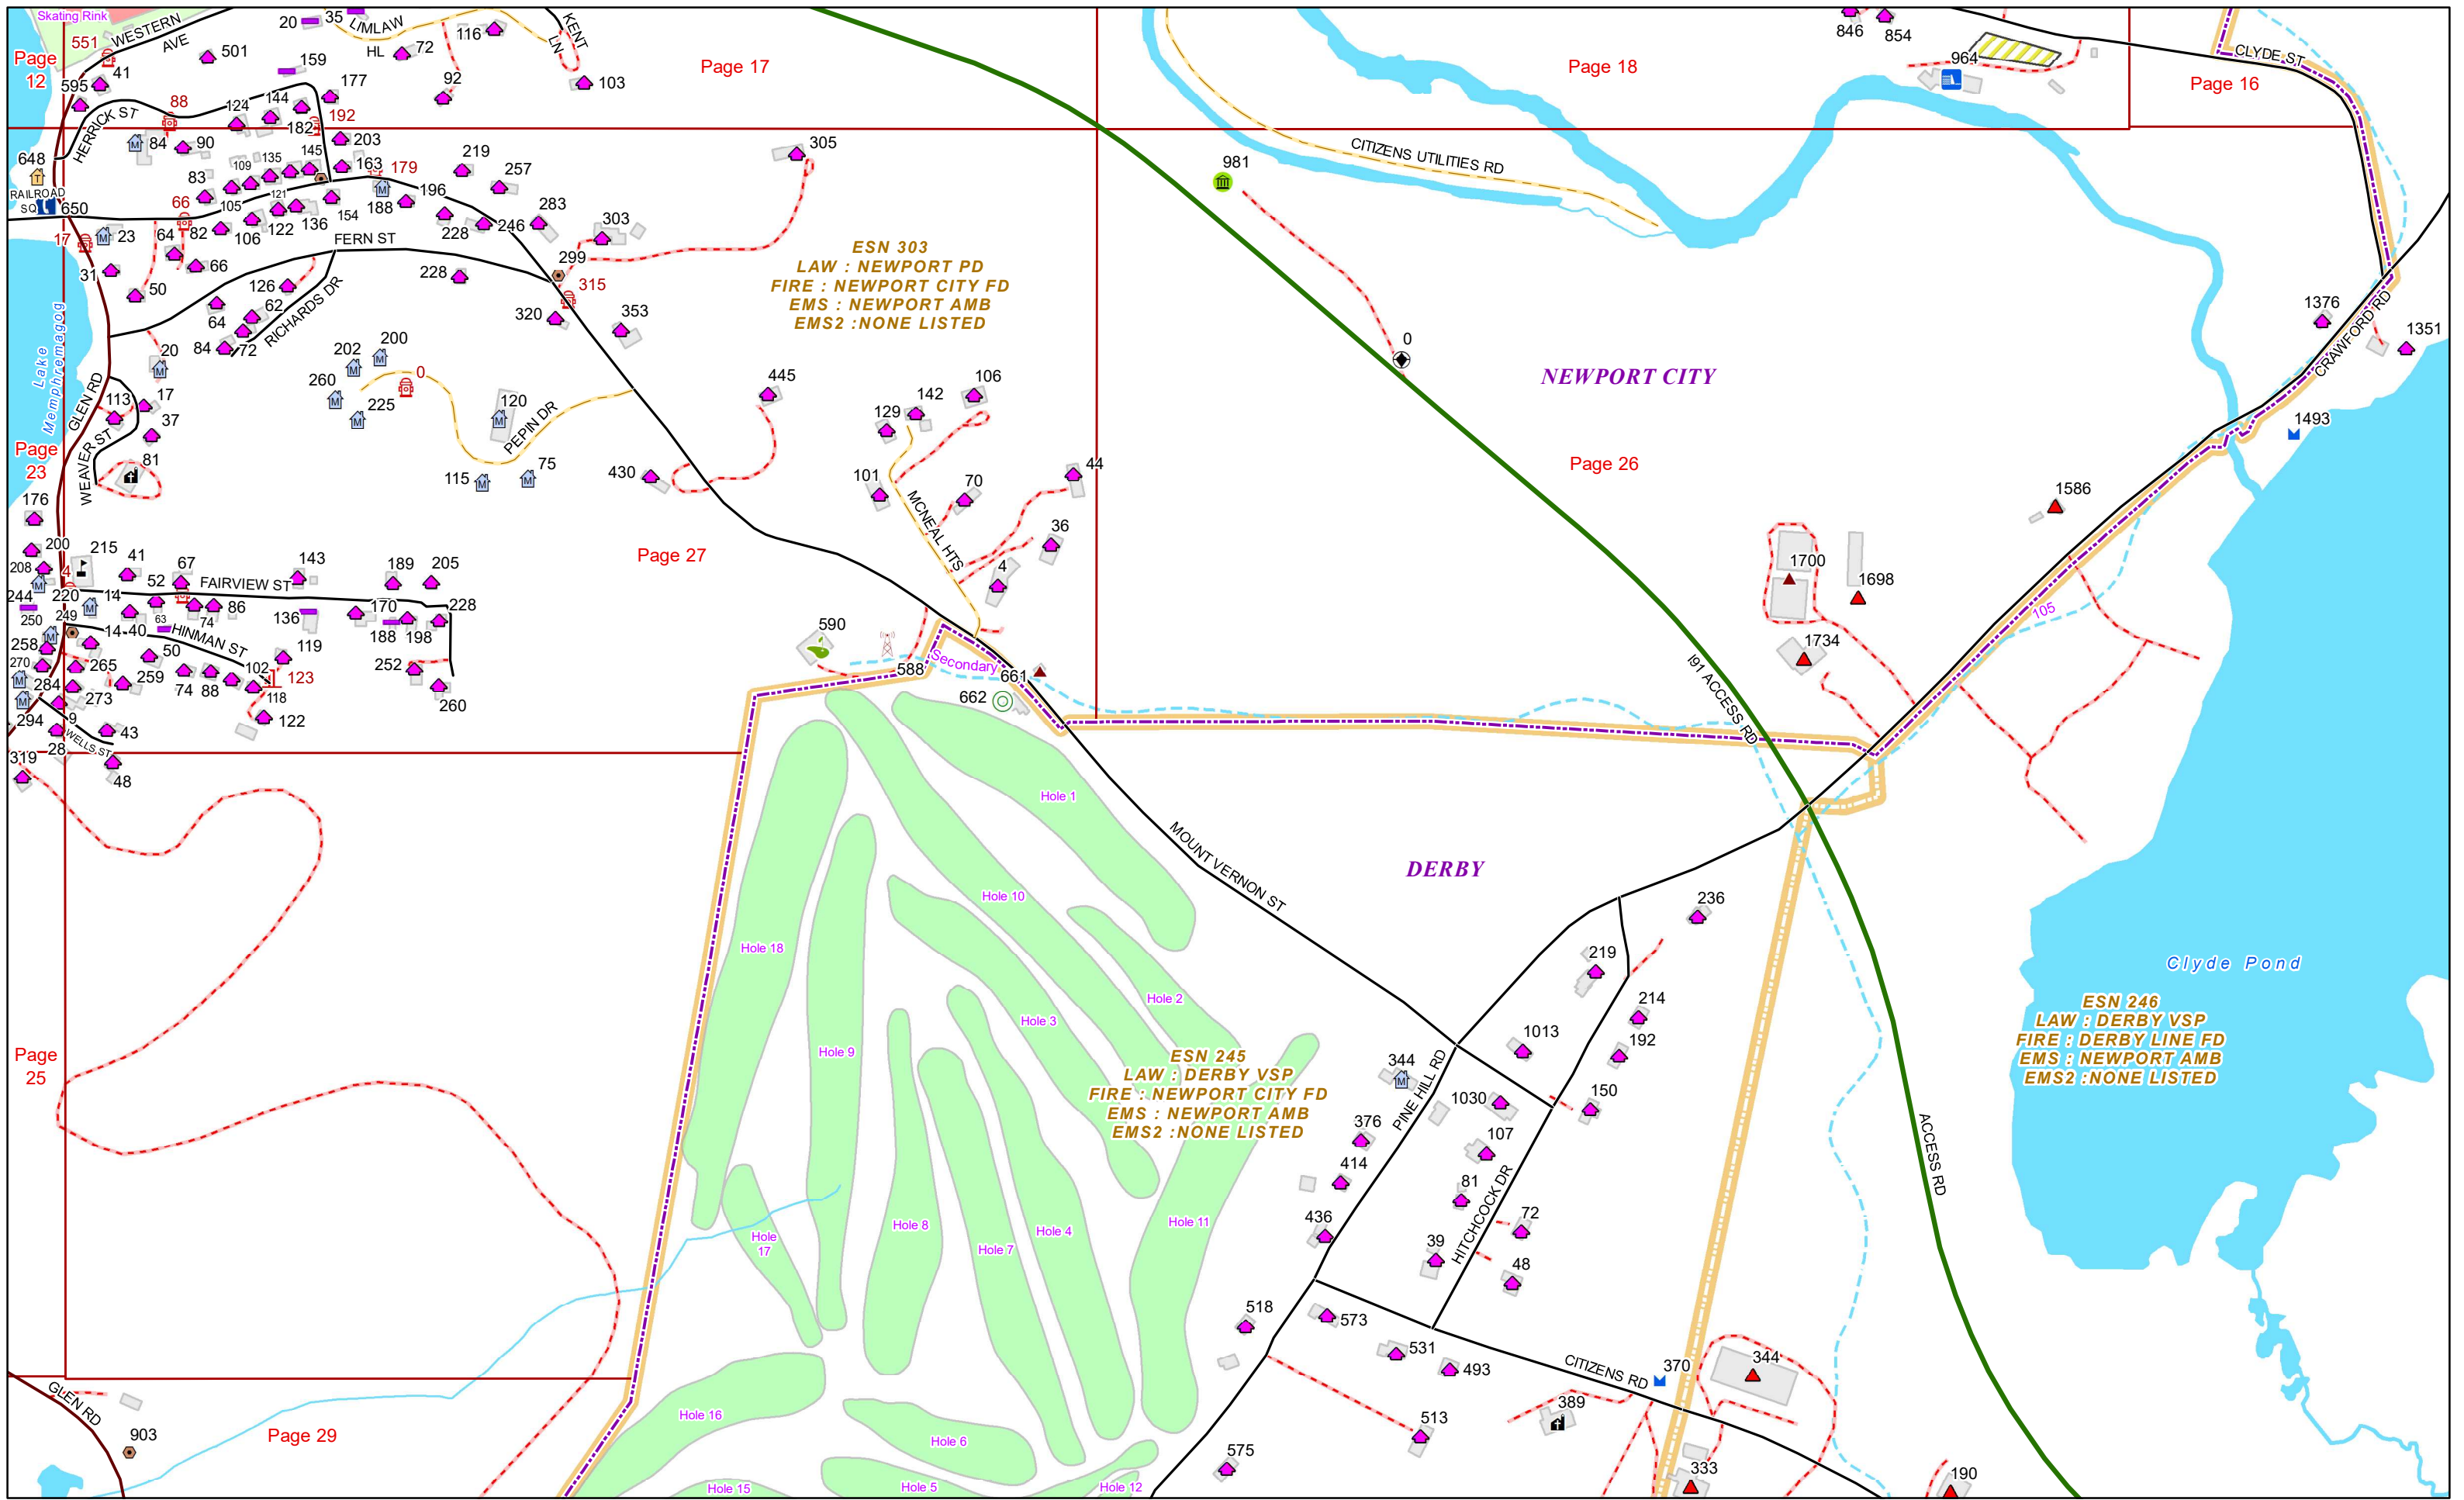 Skating Rink
Page
12
551
WESTERN
AVE
20
35
LIMLAW
HL
72
116
KENT
LN
103
92
Page 17
Page 18
846
854
964
CLYDE ST
Page 16
501
159
177
595
41
88
124
144
182
192
203
HERRICK ST
84
90
648
RAILROAD
SQ
650
83
109
135
145
163
179
105
121
154
188
196
219
257
305
66
82
106
122
136
228
246
283
303
17
23
64
66
FERN ST
31
50
126
62
RICHARDS DR
228
299
315
64
84
72
320
353
ESN 303
LAW : NEWPORT PD
FIRE : NEWPORT CITY FD
EMS : NEWPORT AMB
EMS2 :NONE LISTED
981
CITIZENS UTILITIES RD
0
NEWPORT CITY
1376
1351
CRAWFORD RD
1493
Lake
Memphremagog
GLEN RD
20
202
200
260
225
0
120
PEPIN DR
115
75
113
17
37
WEAVER ST
81
Page
23
445
430
129
142
106
101
70
44
MCNEAL HTS
36
4
Page 26
1586
1700
1698
1734
105
176
200
208
215
4
41
67
52
FAIRVIEW ST
143
189
205
244
220
14
86
74
63
136
170
188
198
228
250
249
14
40
HINMAN ST
258
50
119
270
265
259
102
123
252
284
273
74
88
118
260
294
9
43
122
WELLS ST
28
319
48
Page 27
590
588
Secondary
661
662
I91 ACCESS RD
Hole 1
MOUNT VERNON ST
DERBY
Hole 10
Hole 18
Hole 2
Hole 3
Hole 9
236
219
214
192
1013
344
PINE HILL RD
1030
150
376
107
414
81
HITCHCOCK DR
72
436
39
48
Clyde Pond
ESN 246
LAW : DERBY VSP
FIRE : DERBY LINE FD
EMS : NEWPORT AMB
EMS2 :NONE LISTED
ESN 245
LAW : DERBY VSP
FIRE : NEWPORT CITY FD
EMS : NEWPORT AMB
EMS2 :NONE LISTED
Page
25
ACCESS RD
Hole 8
Hole 4
Hole 11
Hole
17
Hole 7
518
573
531
493
CITIZENS RD
370
344
389
513
575
333
190
GLEN RD
903
Page 29
Hole 16
Hole 6
Hole 15
Hole 5
Hole 12